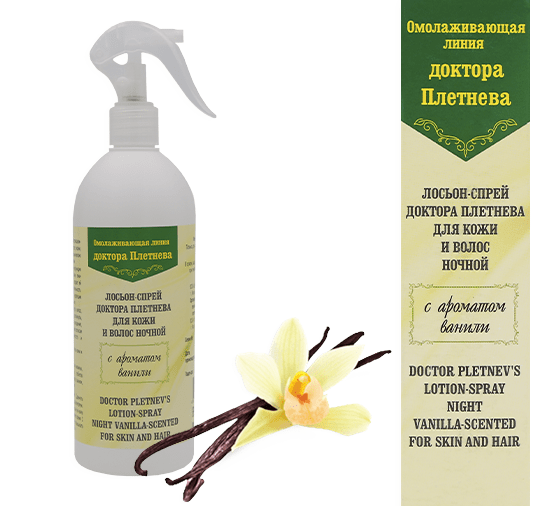 Омолаживающая линия
доктора Плетнева
ЛОСЬОН-СПРЕЙ
ДОКТОРА ПЛЕТНЕВА
ДЛЯ КОЖИ
И ВОЛОС НОЧНОЙ
с ароматом
ванили
DOCTOR PLETNEV'S
LOTION-SPRAY
NIGHT
VANILLA-SCENTED
FOR SKIN AND HAIR
Омолаживающая
линия
доктора
Плетнева
ЛОСЬОН-СПРЕЙ
ДОКТОРА ПЛЕТНЕВА
ДЛЯ КОЖИ
И ВОЛОС
НОЧНОЙ
с ароматом
ванили
DOCTOR PLETNEV'S
LOTION-SPRAY
NIGHT
VANILLA-SCENTED
FOR SKIN AND HAIR